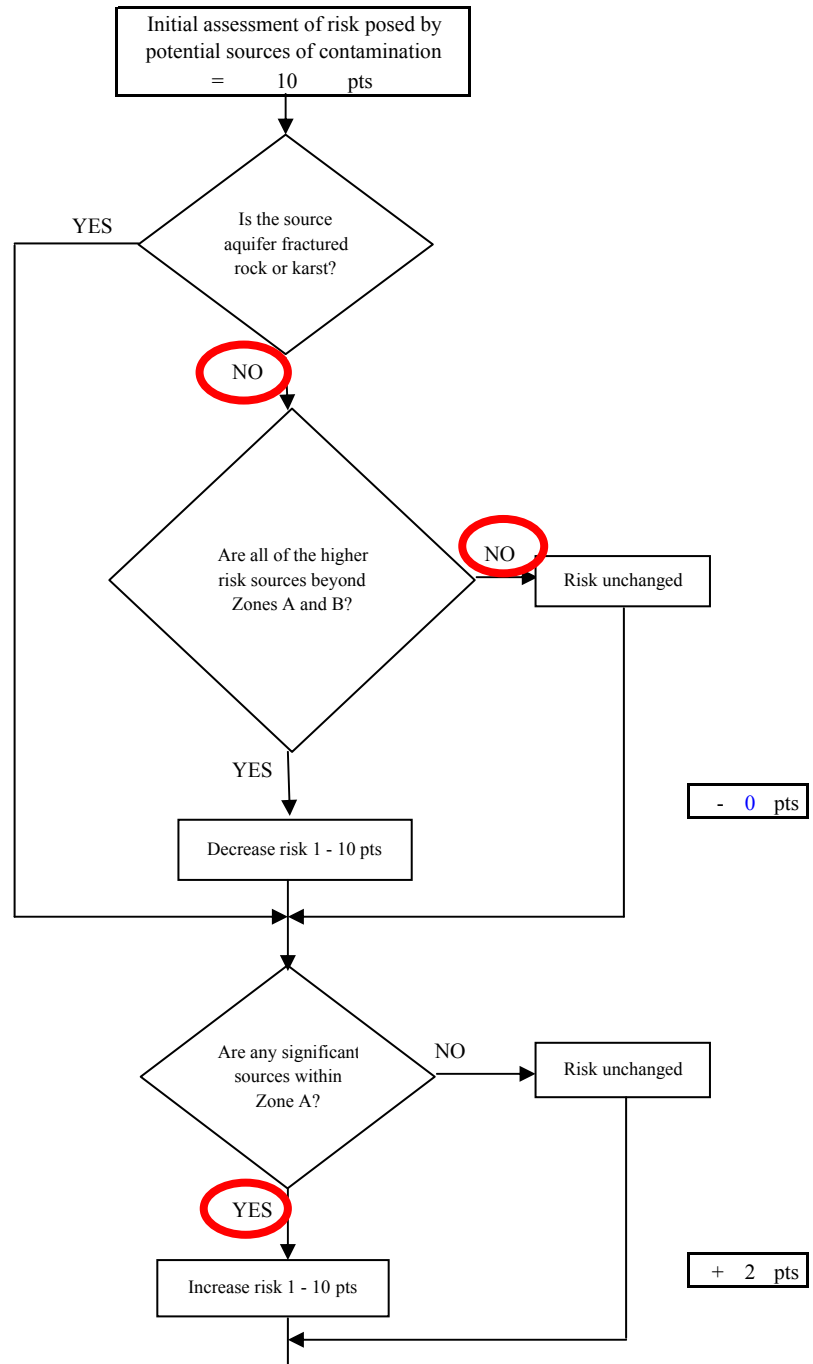 Initial assessment of risk posed by
potential sources of contamination
= 10 pts
YES
Is the source
aquifer fractured
rock or karst?
NO
Are all of the higher
risk sources beyond
Zones A and B?
NO
Risk unchanged
YES
- 0 pts
Decrease risk 1 - 10 pts
Are any significant
sources within
Zone A?
NO
Risk unchanged
YES
+ 2 pts
Increase risk 1 - 10 pts